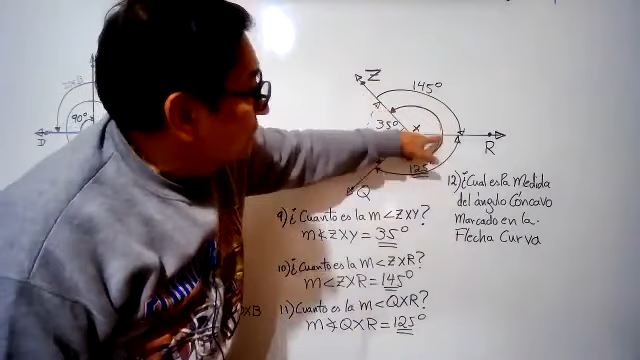 90°
D
Z
145°
35°
X
R
125
Q
9) ¿Cuanto es la m<ZXY?
m∡ZXY = 35°
10) ¿Cuanto es la m<ZXR?
m<ZXR = 145°
11) ¿Cuanto es la m<QXR?
m∡QXR = 125°
12) ¿Cual es la Medida
del ángulo Cóncavo
Marcado en la
Flecha Curva